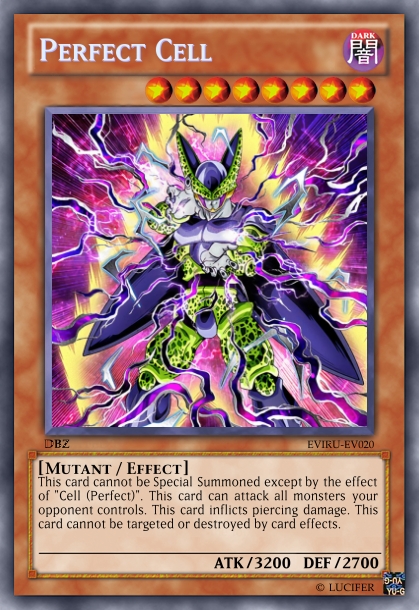 PERFECT CELL
DARK
闇
DBZ
EVIRU-EV020
[MUTANT / EFFECT]
This card cannot be Special Summoned except by the effect
of "Cell (Perfect)". This card can attack all monsters your
opponent controls. This card inflicts piercing damage. This
card cannot be targeted or destroyed by card effects.
ATK/3200 DEF/2700
© LUCIFER